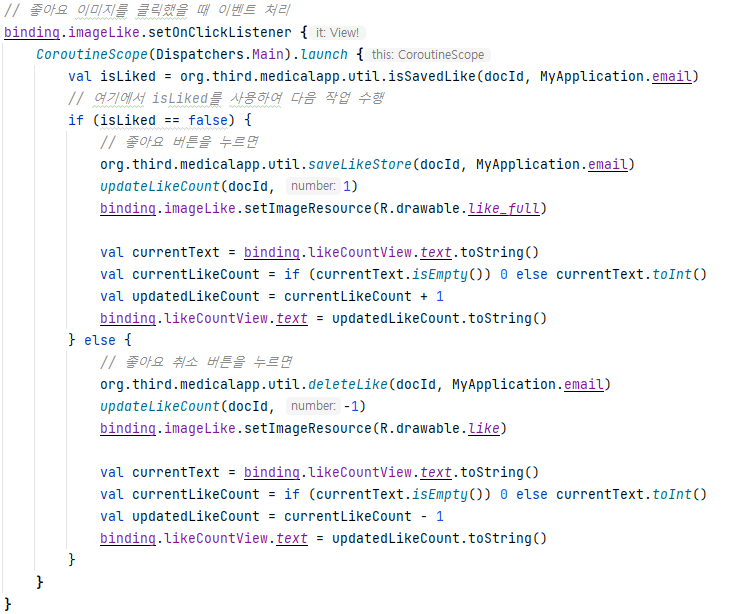 // 좋아요 이미지를 클릭했을 때 이벤트 처리
binding.imageLike.setOnClickListener { it: View!
    CoroutineScope(Dispatchers.Main).launch { this: CoroutineScope
        val isLiked = org.third.medicalapp.util.isSavedLike(docId, MyApplication.email)
        // 여기에서 isLiked를 사용하여 다음 작업 수행
        if (isLiked == false) {
            // 좋아요 버튼을 누르면
            org.third.medicalapp.util.saveLikeStore(docId, MyApplication.email)
            updateLikeCount(docId, number: 1)
            binding.imageLike.setImageResource(R.drawable.like_full)

            val currentText = binding.likeCountView.text.toString()
            val currentLikeCount = if (currentText.isEmpty()) 0 else currentText.toInt()
            val updatedLikeCount = currentLikeCount + 1
            binding.likeCountView.text = updatedLikeCount.toString()
        } else {
            // 좋아요 취소 버튼을 누르면
            org.third.medicalapp.util.deleteLike(docId, MyApplication.email)
            updateLikeCount(docId, number: -1)
            binding.imageLike.setImageResource(R.drawable.like)

            val currentText = binding.likeCountView.text.toString()
            val currentLikeCount = if (currentText.isEmpty()) 0 else currentText.toInt()
            val updatedLikeCount = currentLikeCount - 1
            binding.likeCountView.text = updatedLikeCount.toString()
        }
    }
}